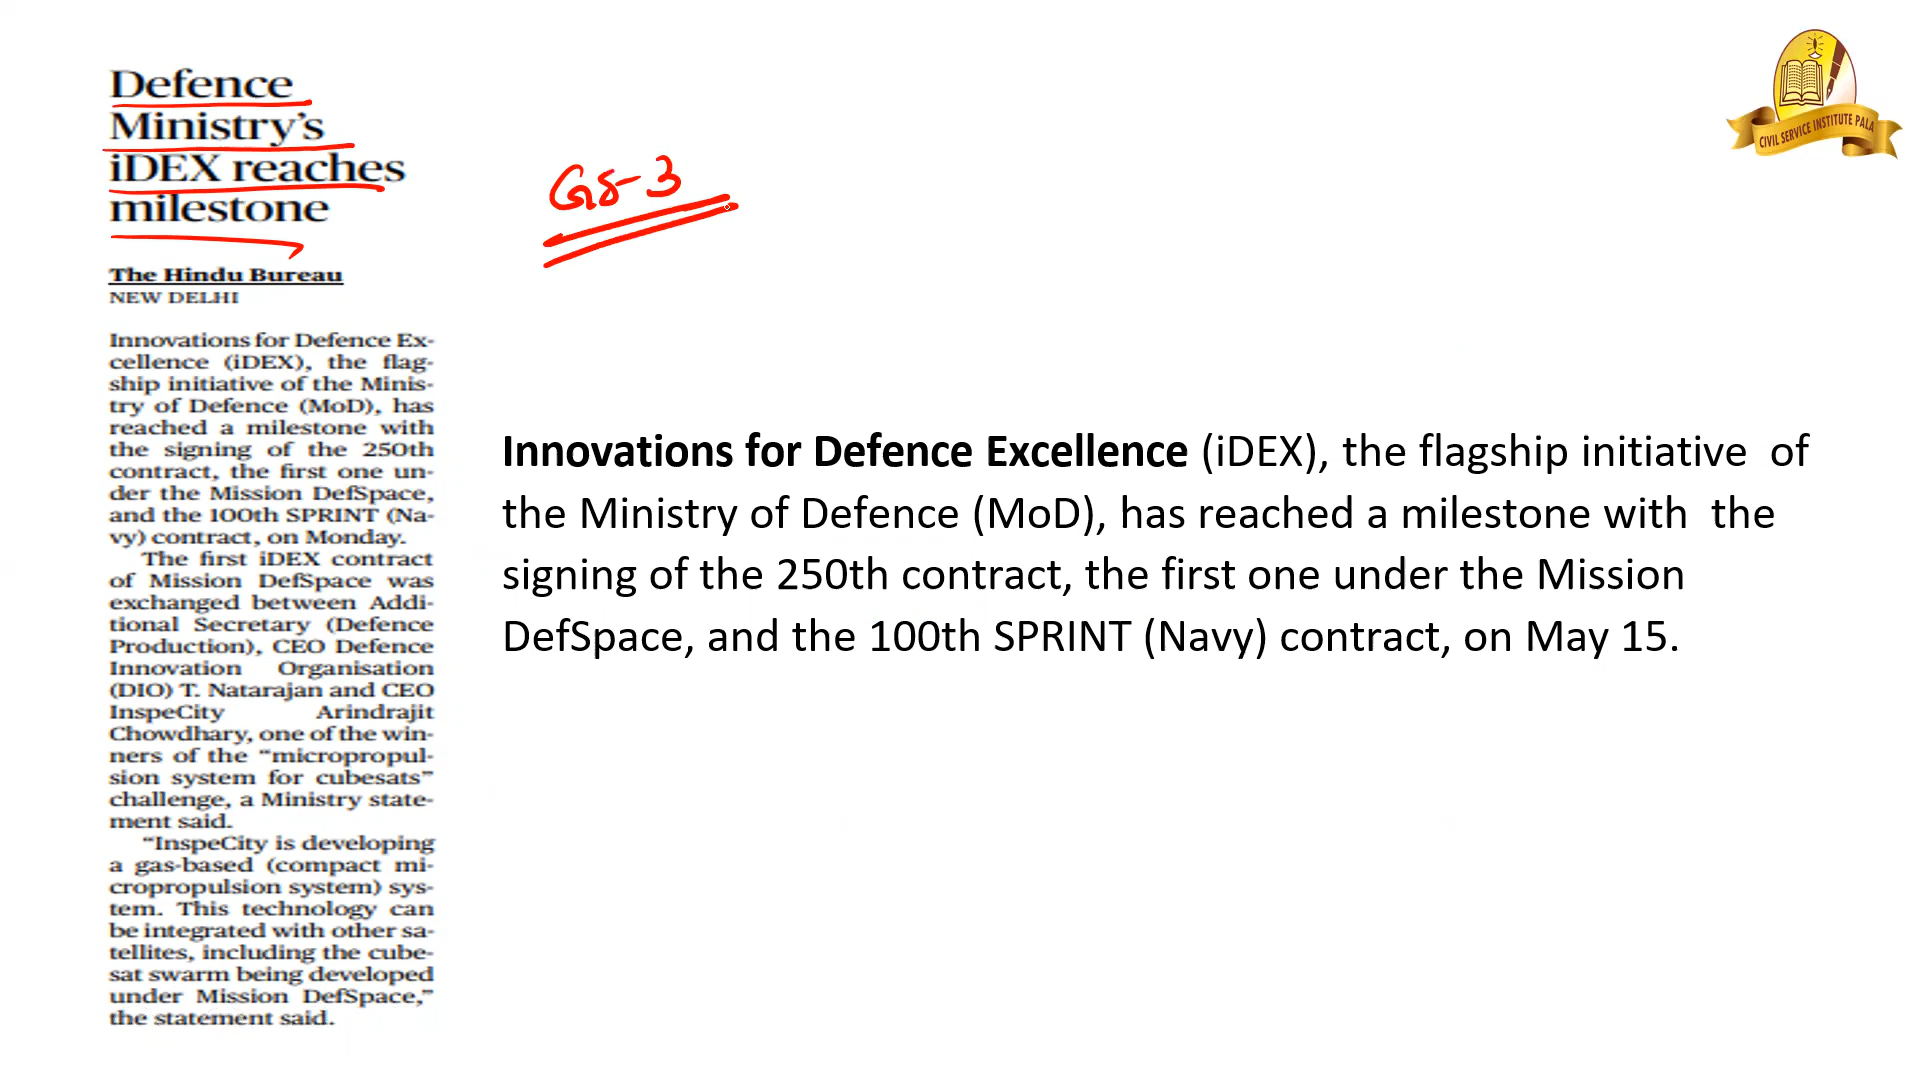 Defence
Ministry’s
iDEX reaches
milestone
The Hindu Bureau
NEW DELHI
Innovations for Defence Ex-
cellence (iDEX), the flag-
ship initiative of the Minis-
try of Defence (MoD), has
reached a milestone with
the signing of the 250th
contract, the first one un-
der the Mission DefSpace,
and the 100th SPRINT (Na-
vy) contract, on Monday.
The first iDEX contract
of Mission DefSpace was
exchanged between Addi-
tional Secretary (Defence
Production), CEO Defence
Innovation Organisation
(DIO) T. Natarajan and CEO
InspeCity Arindrajit
Chowdhary, one of the win-
ners of the “micropropul-
sion system for cubesats”
challenge, a Ministry state-
ment said.
“InspeCity is developing
a gas-based (compact mi-
cropropulsion system) sys-
tem. This technology can
be integrated with other sa-
tellites, including the cube-
sat swarm being developed
under Mission DefSpace,”
the statement said.
GS-3
Innovations for Defence Excellence (iDEX), the flagship initiative of
the Ministry of Defence (MoD), has reached a milestone with the
signing of the 250th contract, the first one under the Mission
DefSpace, and the 100th SPRINT (Navy) contract, on May 15.
CIVIL SERVICE INSTITUTE PALA